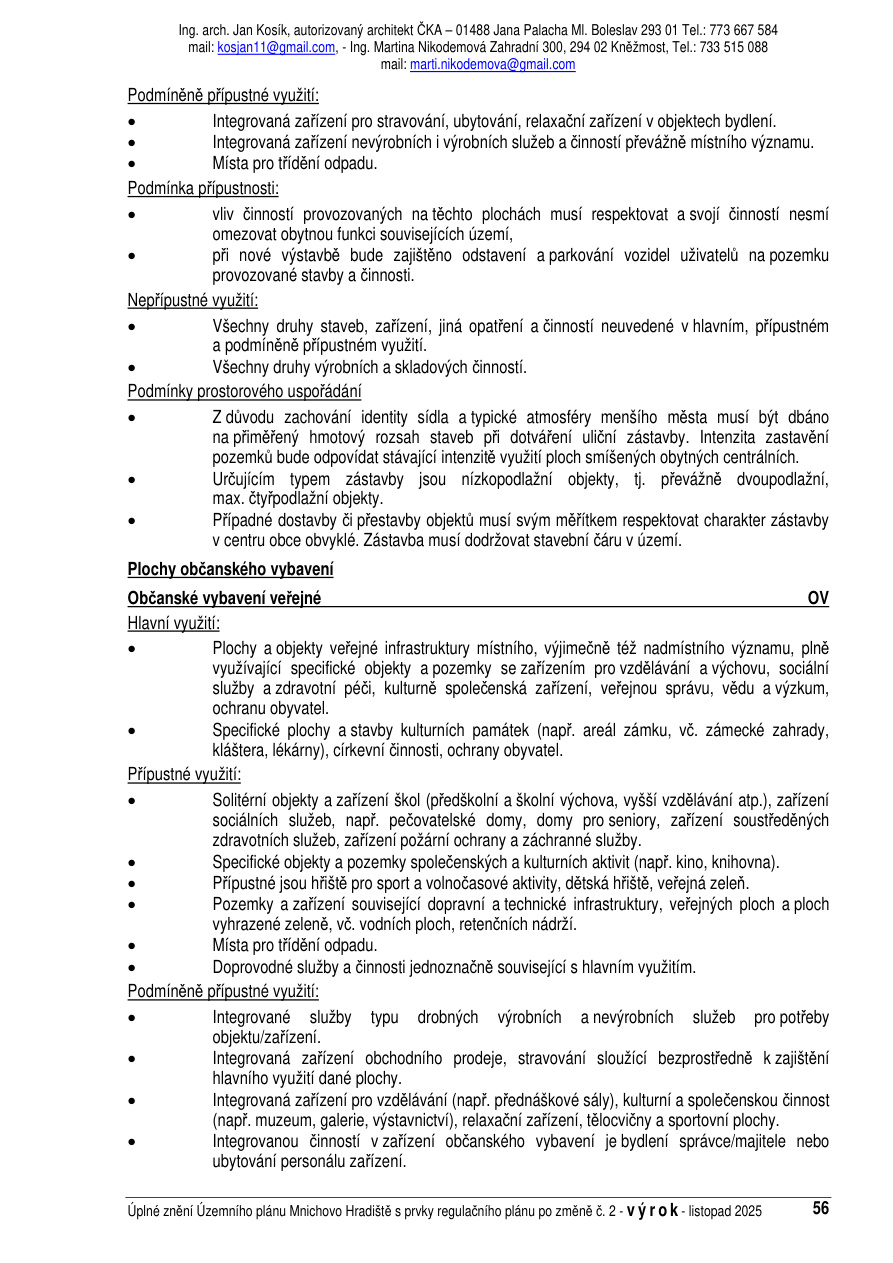 Ing. arch. Jan Kosík, autorizovaný architekt ČKA – 01488 Jana Palacha Ml. Boleslav 293 01 Tel.: 773 667 584
mail: kosjan11@gmail.com, - Ing. Martina Nikodemová Zahradní 300, 294 02 Kněžmost, Tel.: 733 515 088
mail: marti.nikodemova@gmail.com
Podmíněně přípustné využití:
• Integrovaná zařízení pro stravování, ubytování, relaxační zařízení v objektech bydlení.
• Integrovaná zařízení nevýrobních i výrobních služeb a činností převážně místního významu.
• Místa pro třídění odpadu.
Podmínka přípustnosti:
• vliv činností provozovaných na těchto plochách musí respektovat a svojí činností nesmí
omezovat obytnou funkci souvisejících území,
• při nové výstavbě bude zajištěno odstavení a parkování vozidel uživatelů na pozemku
provozované stavby a činnosti.
Nepřípustné využití:
• Všechny druhy staveb, zařízení, jiná opatření a činností neuvedené v hlavním, přípustném
a podmíněně přípustném využití.
• Všechny druhy výrobních a skladových činností.
Podmínky prostorového uspořádání
• Z důvodu zachování identity sídla a typické atmosféry menšího města musí být dbáno
na přiměřený hmotový rozsah staveb při dotváření uliční zástavby. Intenzita zastavění
pozemků bude odpovídat stávající intenzitě využití ploch smíšených obytných centrálních.
• Určujícím typem zástavby jsou nízkopodlažní objekty, tj. převážně dvoupodlažní,
max. čtyřpodlažní objekty.
• Případné dostavby či přestavby objektů musí svým měřítkem respektovat charakter zástavby
v centru obce obvyklé. Zástavba musí dodržovat stavební čáru v území.
Plochy občanského vybavení
Občanské vybavení veřejné OV
Hlavní využití:
• Plochy a objekty veřejné infrastruktury místního, výjimečně též nadmístního významu, plně
využívající specifické objekty a pozemky se zařízením pro vzdělávání a výchovu, sociální
služby a zdravotní péči, kulturně společenská zařízení, veřejnou správu, vědu a výzkum,
ochranu obyvatel.
• Specifické plochy a stavby kulturních památek (např. areál zámku, vč. zámecké zahrady,
kláštera, lékárny), církevní činnosti, ochrany obyvatel.
Přípustné využití:
• Solitérní objekty a zařízení škol (předškolní a školní výchova, vyšší vzdělávání atp.), zařízení
sociálních služeb, např. pečovatelské domy, domy pro seniory, zařízení soustředěných
zdravotních služeb, zařízení požární ochrany a záchranné služby.
• Specifické objekty a pozemky společenských a kulturních aktivit (např. kino, knihovna).
• Přípustné jsou hřiště pro sport a volnočasové aktivity, dětská hřiště, veřejná zeleň.
• Pozemky a zařízení související dopravní a technické infrastruktury, veřejných ploch a ploch
vyhrazené zeleně, vč. vodních ploch, retenčních nádrží.
• Místa pro třídění odpadu.
• Doprovodné služby a činnosti jednoznačně související s hlavním využitím.
Podmíněně přípustné využití:
• Integrované služby typu drobných výrobních a nevýrobních služeb pro potřeby
objektu/zařízení.
• Integrovaná zařízení obchodního prodeje, stravování sloužící bezprostředně k zajištění
hlavního využití dané plochy.
• Integrovaná zařízení pro vzdělávání (např. přednáškové sály), kulturní a společenskou činnost
(např. muzeum, galerie, výstavnictví), relaxační zařízení, tělocvičny a sportovní plochy.
• Integrovanou činností v zařízení občanského vybavení je bydlení správce/majitele nebo
ubytování personálu zařízení.
Úplné znění Územního plánu Mnichovo Hradiště s prvky regulačního plánu po změně č. 2 - v ý r o k - listopad 2025 56